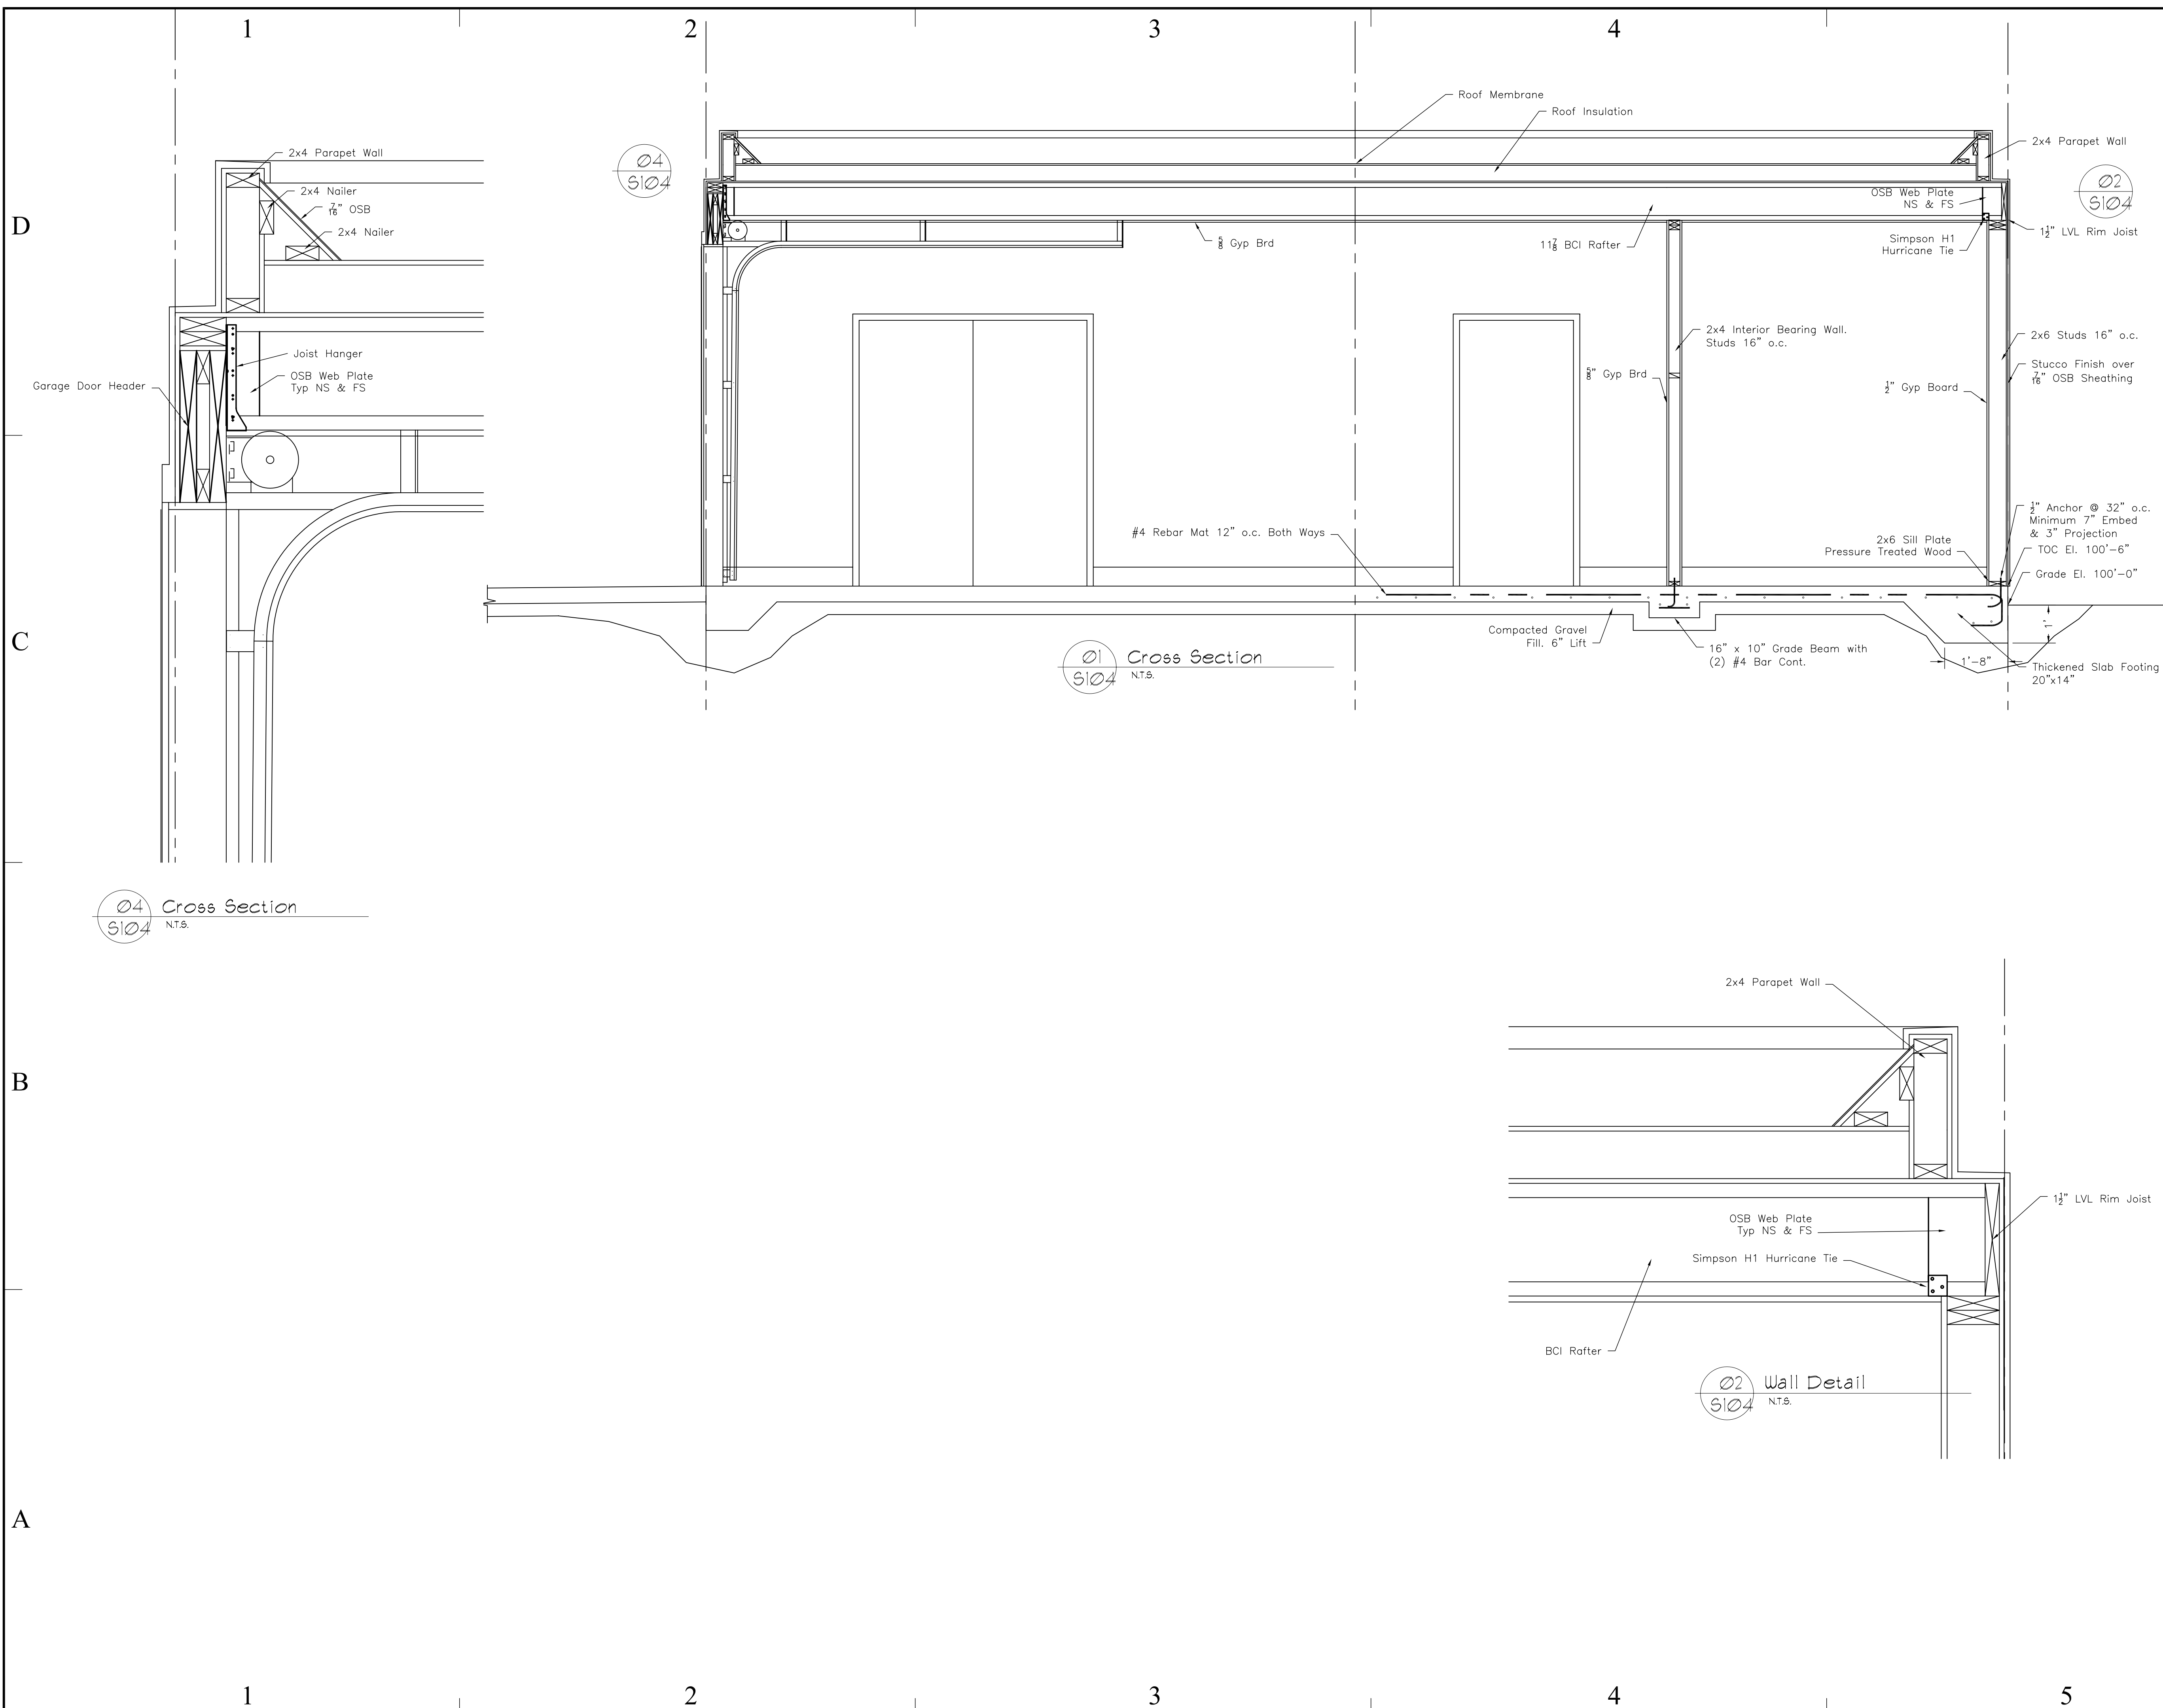 1
2
3
4
D
C
B
A
2x4 Parapet Wall
2x4 Nailer
7/16" OSB
2x4 Nailer
Joist Hanger
OSB Web Plate
Typ NS & FS
Garage Door Header
Ø4
S1Ø4
Cross Section
N.T.S.
Ø4
S1Ø4
Roof Membrane
Roof Insulation
2x4 Parapet Wall
Ø2
S1Ø4
OSB Web Plate
NS & FS
5/8 Gyp Brd
11 7/8 BCI Rafter
Simpson H1
Hurricane Tie
1 1/2" LVL Rim Joist
2x4 Interior Bearing Wall.
Studs 16" o.c.
2x6 Studs 16" o.c.
Stucco Finish over
7/16" OSB Sheathing
5/8" Gyp Brd
1/2" Gyp Board
#4 Rebar Mat 12" o.c. Both Ways
2x6 Sill Plate
Pressure Treated Wood
1/2" Anchor @ 32" o.c.
Minimum 7" Embed
& 3" Projection
TOC El. 100'-6"
Grade El. 100'-0"
1'
1'-8"
Compacted Gravel
Fill. 6" Lift
16" x 10" Grade Beam with
(2) #4 Bar Cont.
Thickened Slab Footing
20"x14"
Ø1
S1Ø4
Cross Section
N.T.S.
2x4 Parapet Wall
1 1/2" LVL Rim Joist
OSB Web Plate
Typ NS & FS
Simpson H1 Hurricane Tie
BCI Rafter
Ø2
S1Ø4
Wall Detail
N.T.S.
1
2
3
4
5